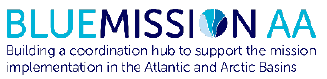 BLUEMISSION AA
Building a coordination hub to support the mission
implementation in the Atlantic and Arctic Basins